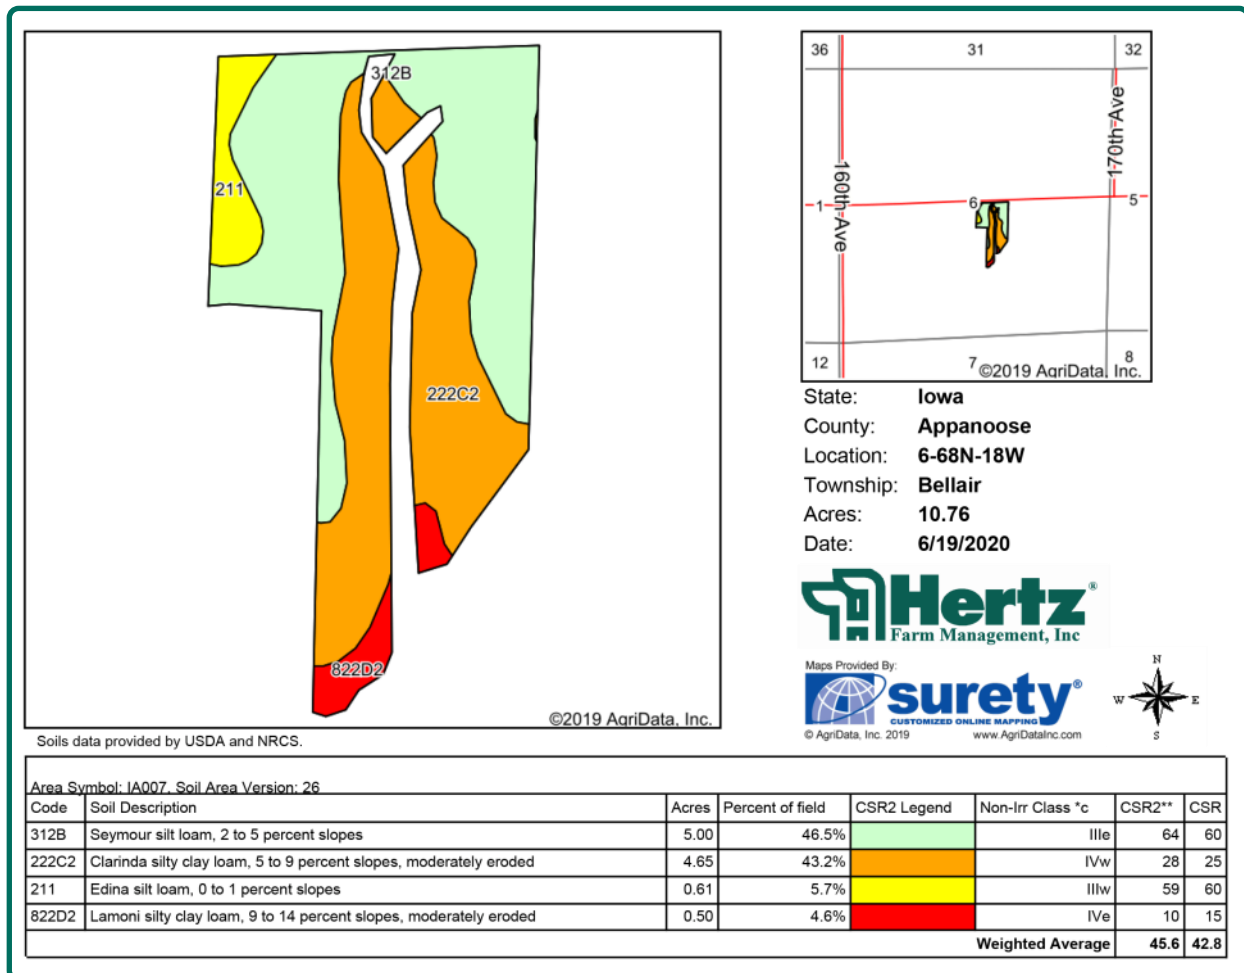 312B
211
222C2
822D2
©2019 AgriData, Inc.
Soils data provided by USDA and NRCS.
36
31
32
160th Ave
170th Ave
1
6
5
12
7
8
©2019 AgriData, Inc.
State: Iowa
County: Appanoose
Location: 6-68N-18W
Township: Bellair
Acres: 10.76
Date: 6/19/2020
Hertz®
Farm Management, Inc
Maps Provided By:
surety®
CUSTOMIZED ONLINE MAPPING
© AgriData, Inc. 2019 www.AgriDataInc.com
N
W E
S
Area Symbol: IA007, Soil Area Version: 26
Code Soil Description Acres Percent of field CSR2 Legend Non-Irr Class *c CSR2** CSR
312B Seymour silt loam, 2 to 5 percent slopes 5.00 46.5% IIIe 64 60
222C2 Clarinda silty clay loam, 5 to 9 percent slopes, moderately eroded 4.65 43.2% IVw 28 25
211 Edina silt loam, 0 to 1 percent slopes 0.61 5.7% IIIw 59 60
822D2 Lamoni silty clay loam, 9 to 14 percent slopes, moderately eroded 0.50 4.6% IVe 10 15
Weighted Average 45.6 42.8